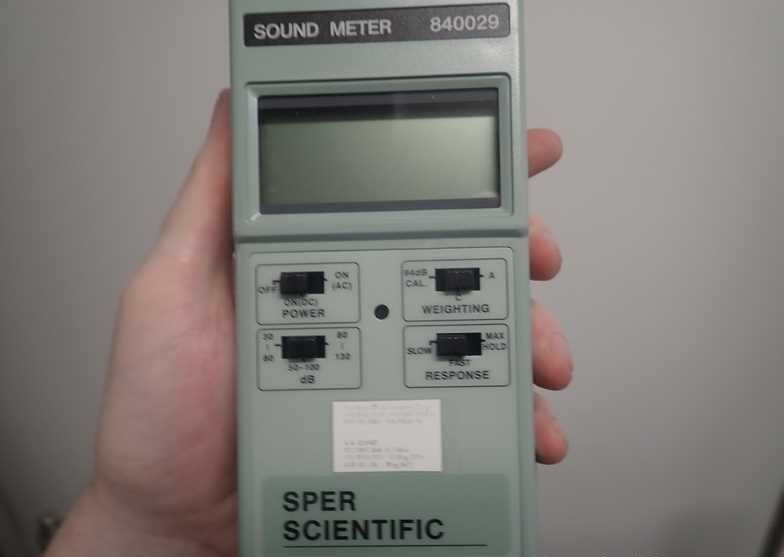 SOUND METER 840029
OFF ON (AC)
ON(DC)
POWER
94dB CAL. A
C
WEIGHTING
30 | 80 80 | 130
50-100
dB
SLOW MAX HOLD
FAST
RESPONSE
SPER
SCIENTIFIC